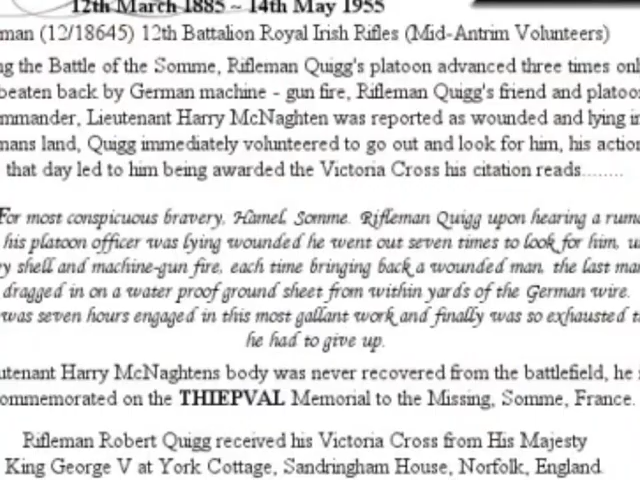 12th March 1885 ~ 14th May 1955
man (12/18645) 12th Battalion Royal Irish Rifles (Mid-Antrim Volunteers)
ng the Battle of the Somme, Rifleman Quigg's platoon advanced three times onl
beaten back by German machine - gun fire, Rifleman Quigg's friend and platoo
mmander, Lieutenant Harry McNaghten was reported as wounded and lying i
mans land, Quigg immediately volunteered to go out and look for him, his action
that day led to him being awarded the Victoria Cross his citation reads........
For most conspicuous bravery, Hamel, Somme. Rifleman Quigg upon hearing a rumo
his platoon officer was lying wounded he went out seven times to look for him, u
y shell and machine-gun fire, each time bringing back a wounded man, the last man
dragged in on a water proof ground sheet from within yards of the German wire.
was seven hours engaged in this most gallant work and finally was so exhausted t
he had to give up.
utenant Harry McNaghtens body was never recovered from the battlefield, he
ommemorated on the THIEPVAL Memorial to the Missing, Somme, France.
Rifleman Robert Quigg received his Victoria Cross from His Majesty
King George V at York Cottage, Sandringham House, Norfolk, England